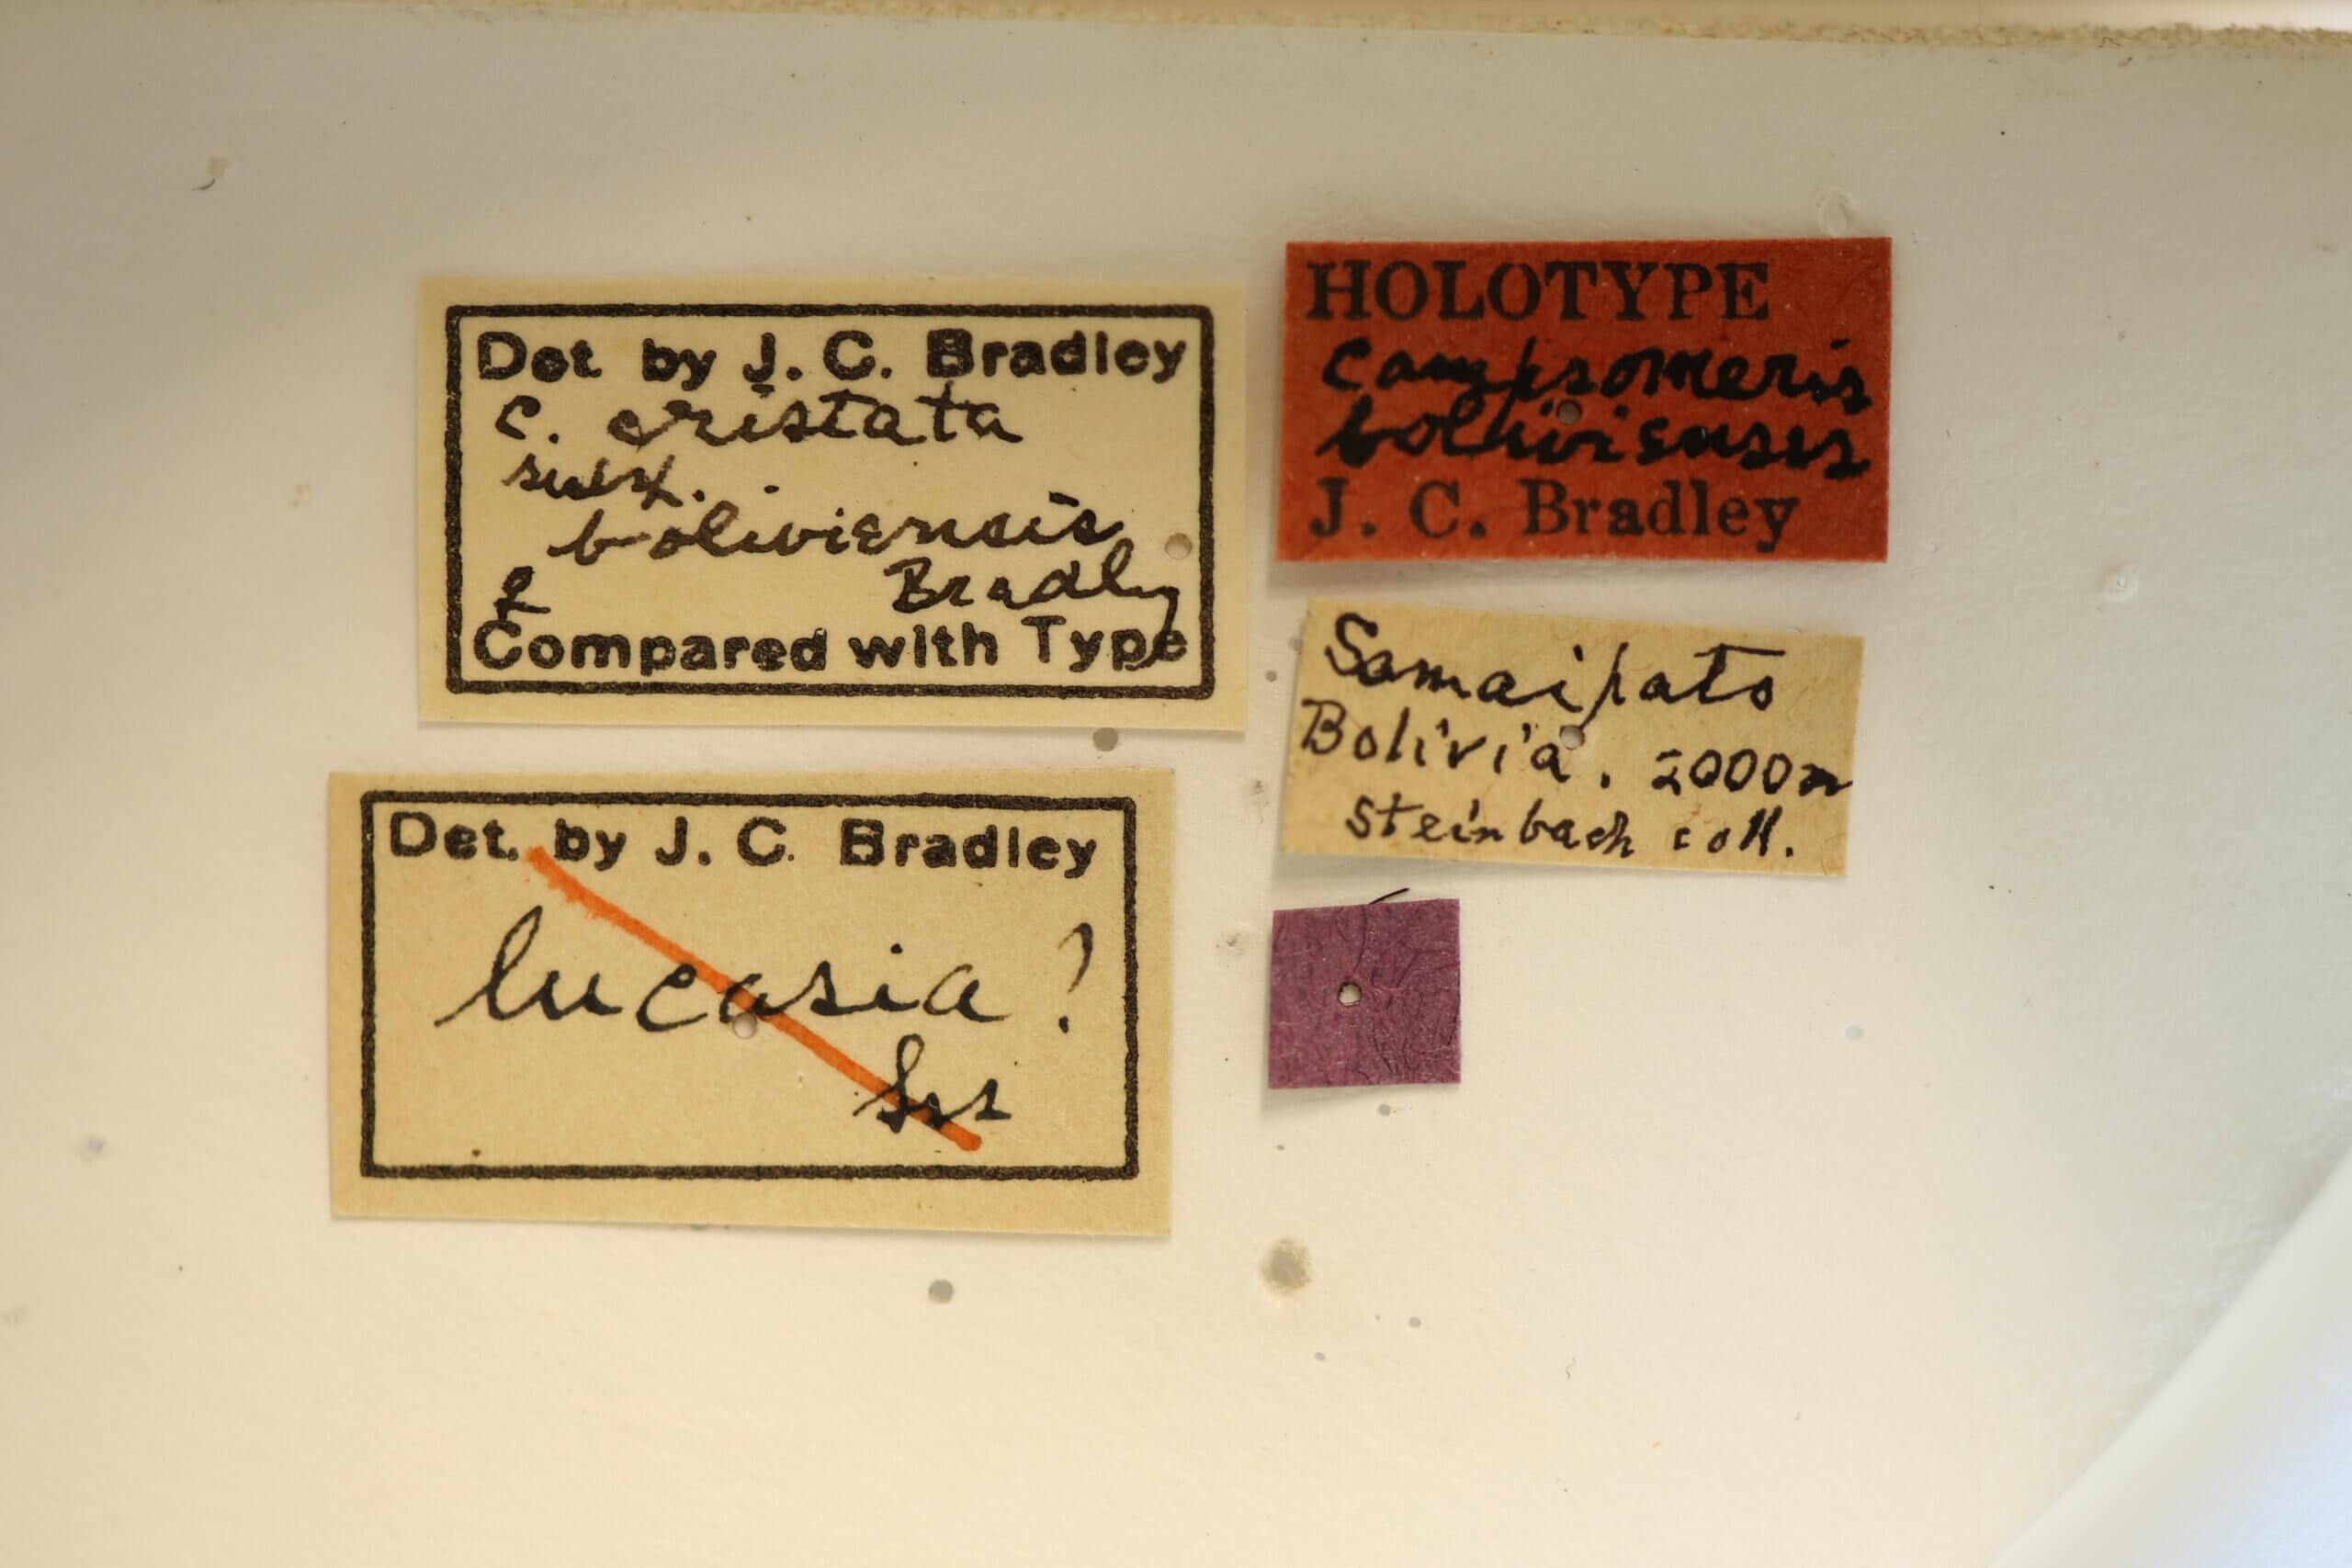 Det by J. C. Bradley
C. cristata
subsp.
boliviensis
♀ Bradley
Compared with Type
HOLOTYPE
Campsomeris
boliviensis
J. C. Bradley
Somaipato
Bolivia. 2000m
Steinbach coll.
Det. by J. C. Bradley
lucasia ?